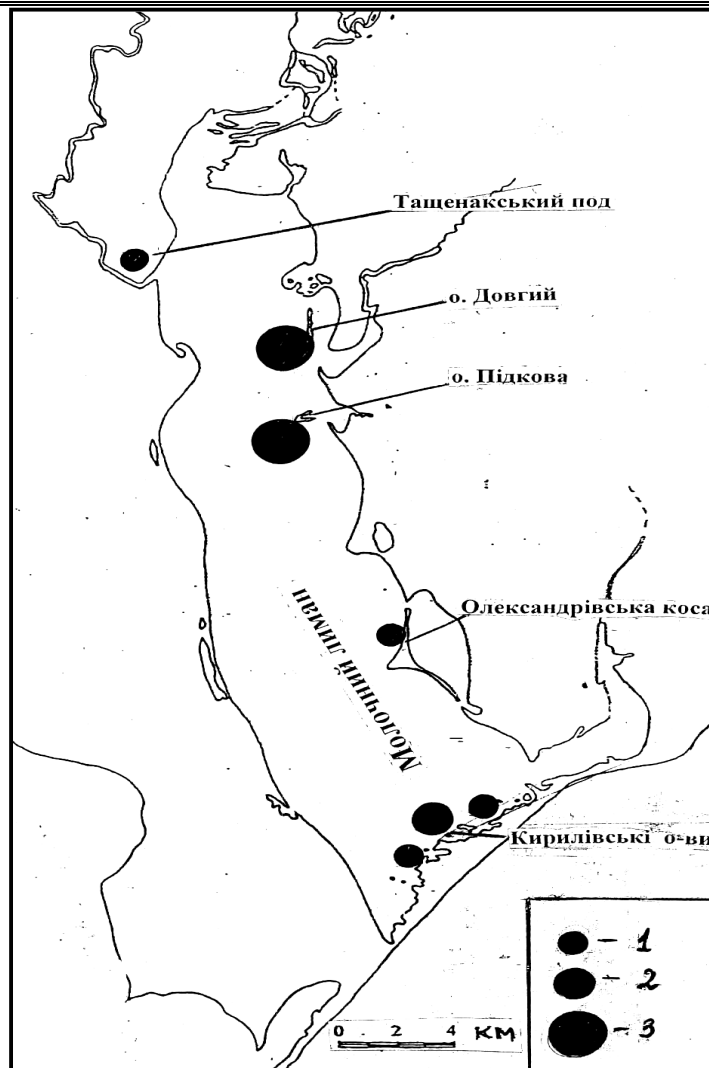 Тащенакський под
о. Довгий
о. Підкова
Олександрівська коса
Молочний лиман
Кирилівські о-ви
- 1
- 2
- 3
0 2 4 КМ